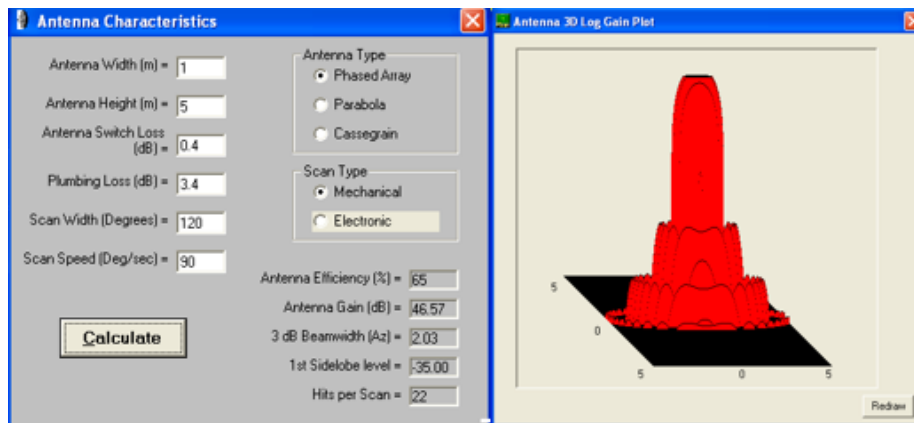 Antenna Characteristics
Antenna Width (m) = 1
Antenna Height (m) = 5
Antenna Switch Loss
(dB) = 0.4
Plumbing Loss (dB) = 3.4
Scan Width (Degrees) = 120
Scan Speed (Deg/sec) = 90
Calculate
Antenna Type
Phased Array
Parabola
Cassegrain
Scan Type
Mechanical
Electronic
Antenna Efficiency (%) = 65
Antenna Gain (dB) = 46.57
3 dB Beamwidth (Az) = 2.03
1st Sidelobe level = -35.00
Hits per Scan = 22
Antenna 3D Log Gain Plot
5
0
5
0
5
Redraw